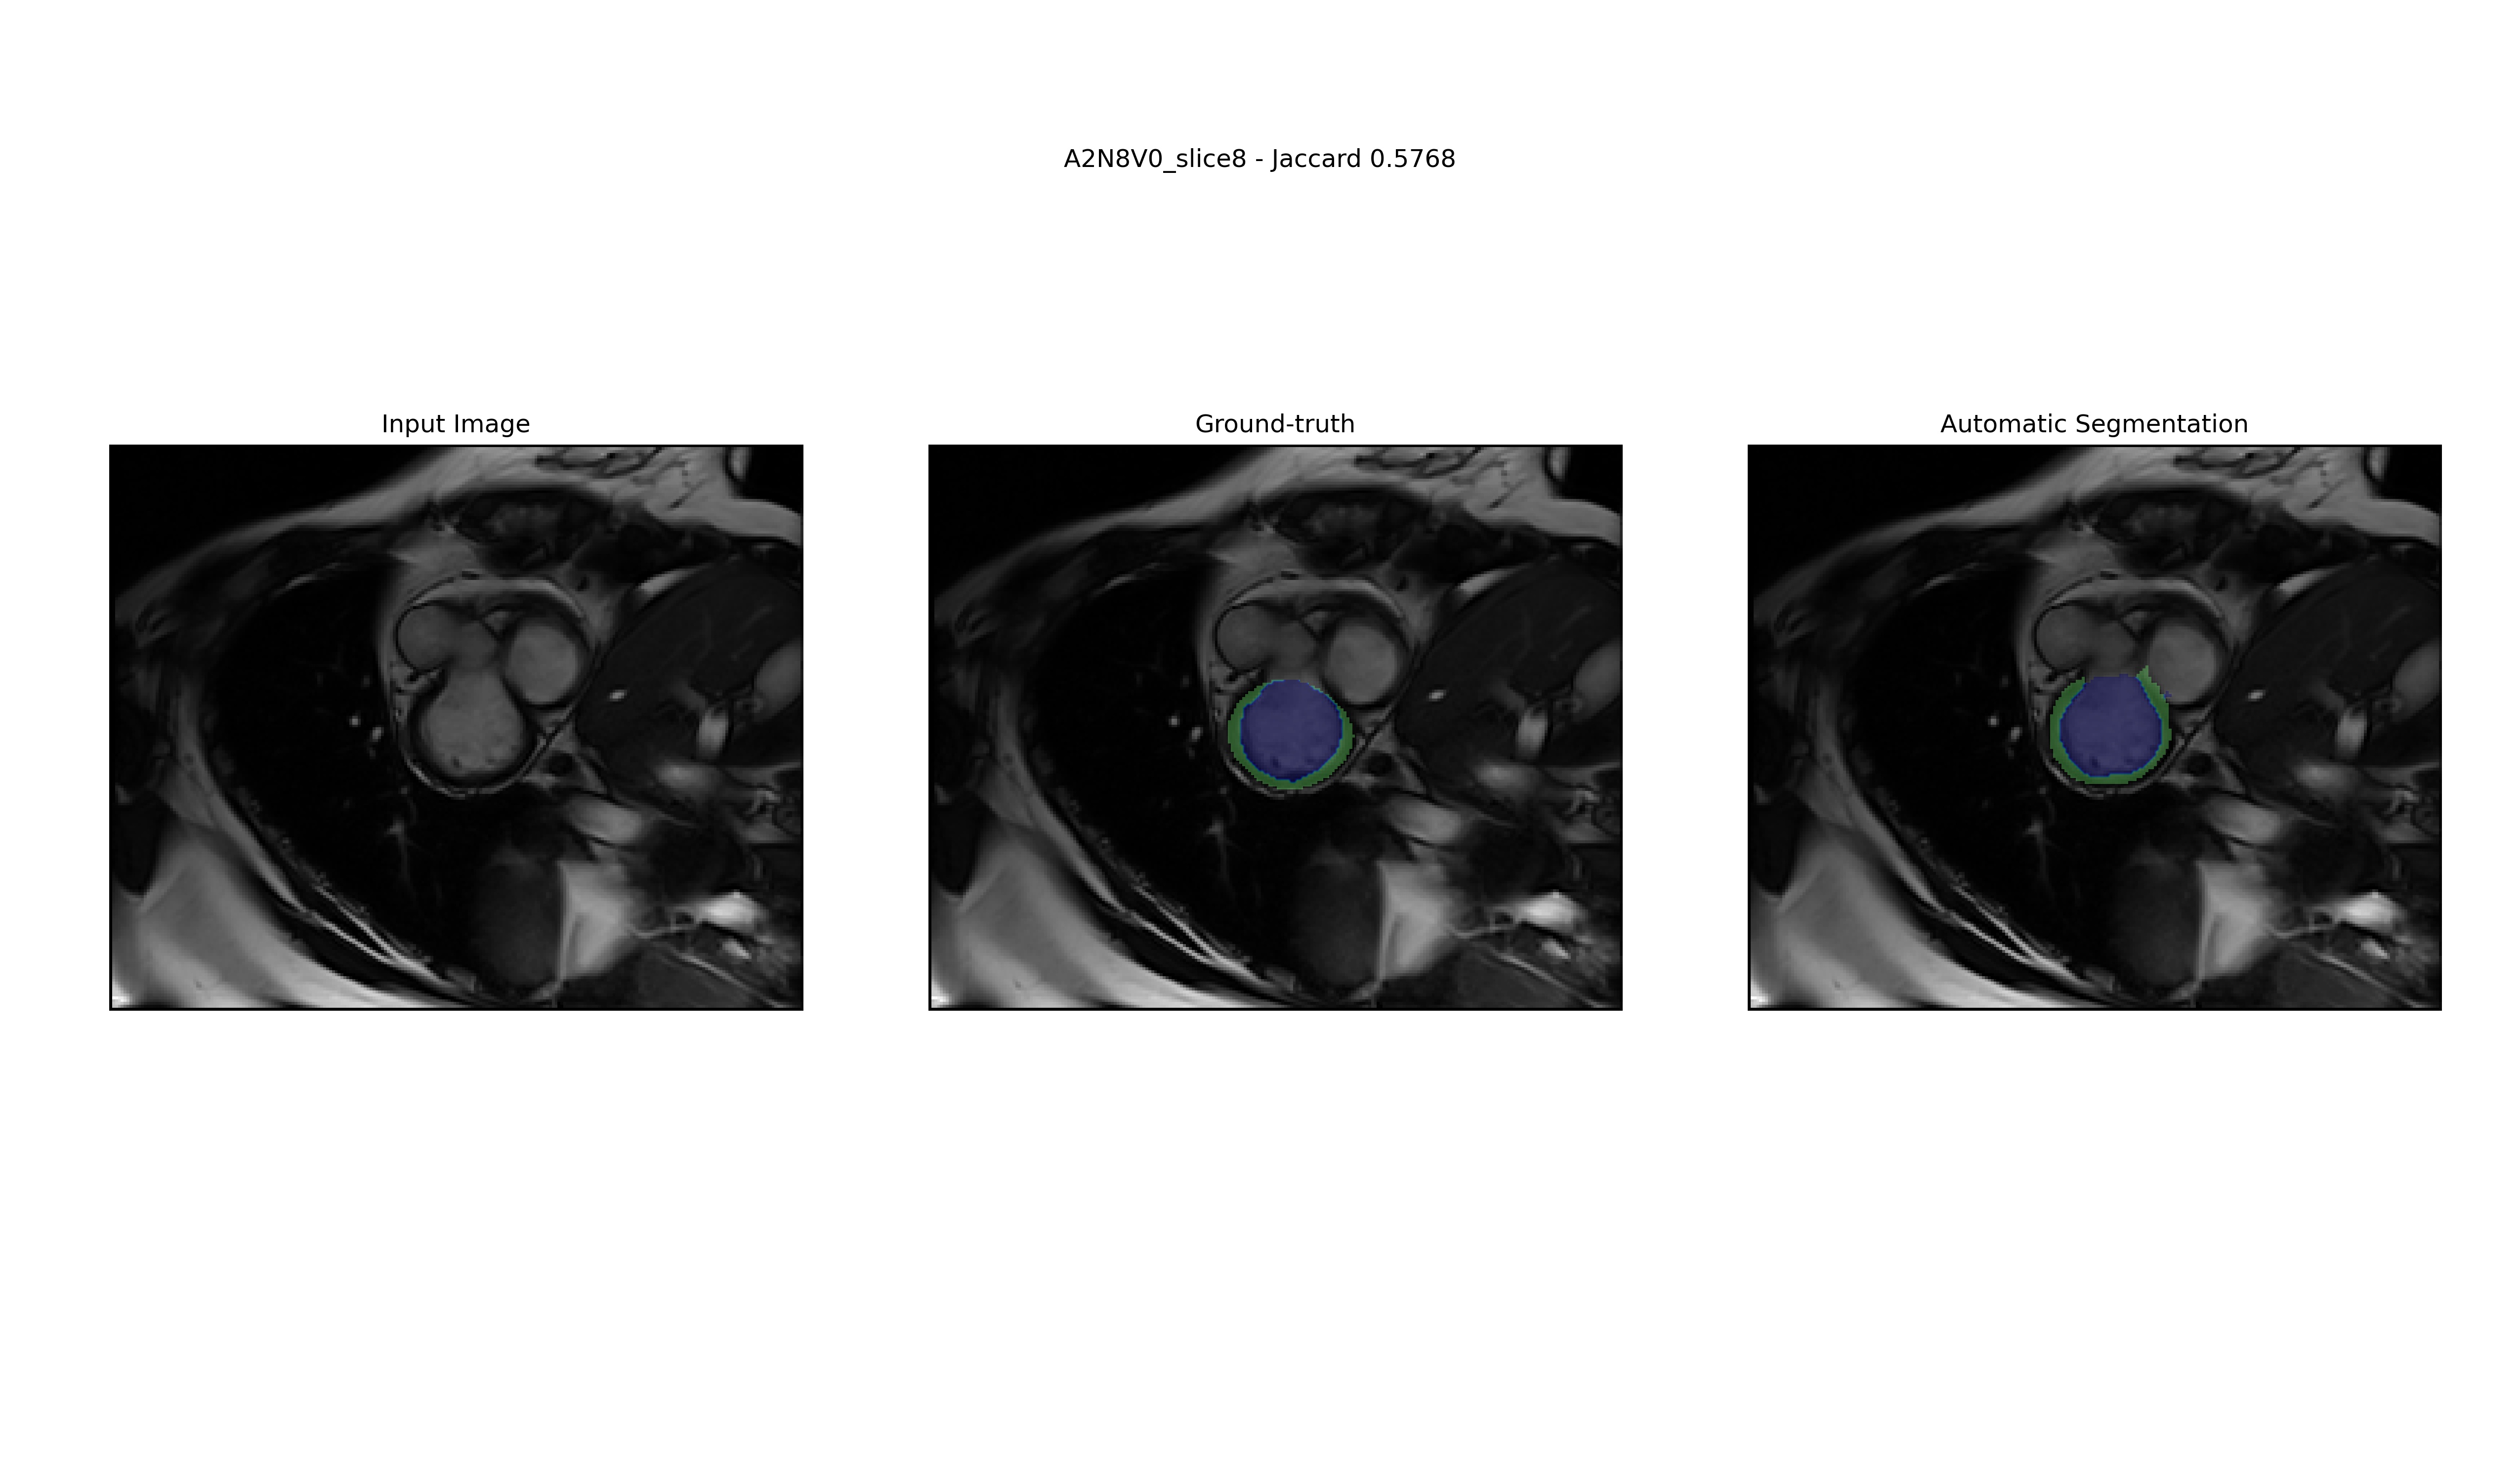 A2N8V0_slice8 - Jaccard 0.5768
Input Image
Ground-truth
Automatic Segmentation